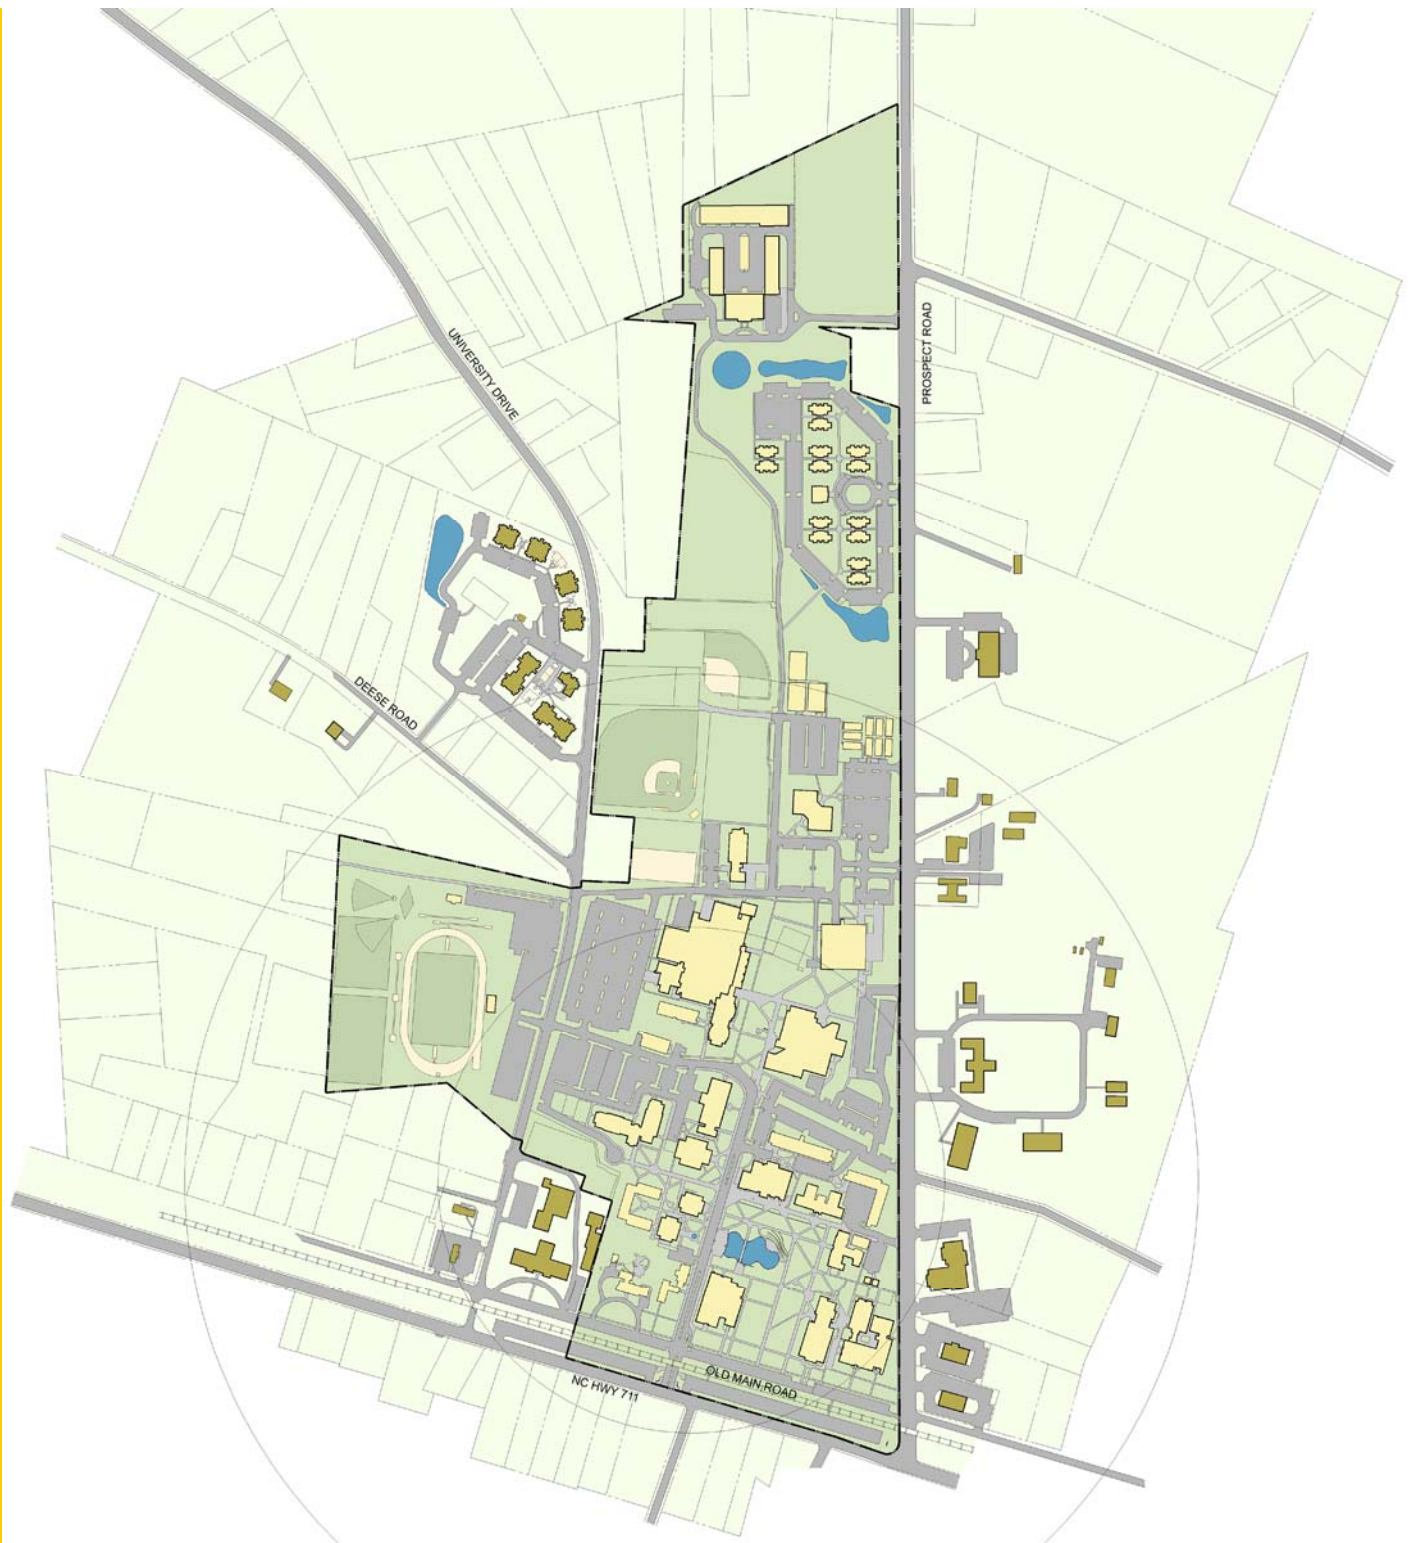 UNIVERSITY DRIVE
PROSPECT ROAD
DEESE ROAD
OLD MAIN ROAD
NC HWY 711